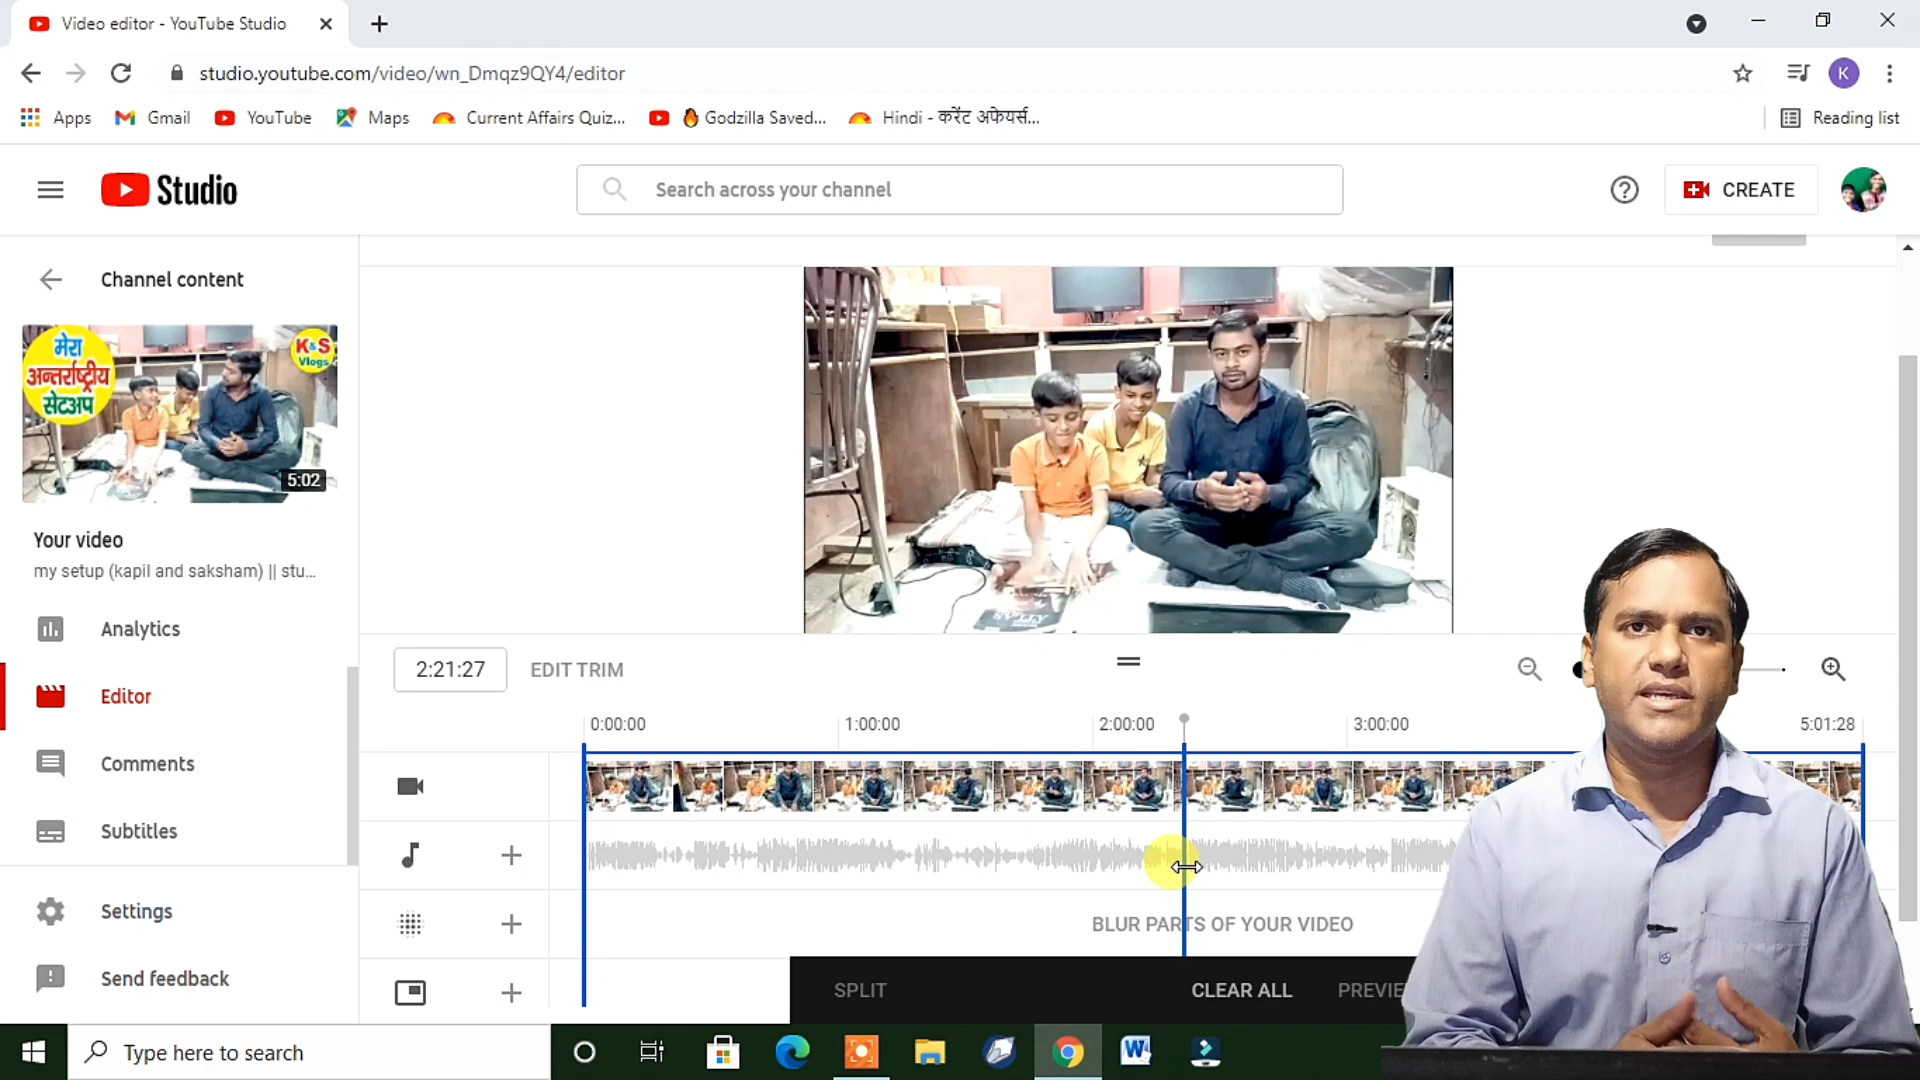 Video editor - YouTube Studio
studio.youtube.com/video/wn_Dmqz9QY4/editor
K
Apps
Gmail
YouTube
Maps
Current Affairs Quiz...
Godzilla Saved...
Hindi - करेंट अफेयर्स...
Reading list
Studio
Search across your channel
CREATE
Channel content
मेरा
अन्तर्राष्ट्रीय
सेटअप
K&S
Vlogs
5:02
Your video
my setup (kapil and saksham) || stu...
Analytics
Editor
Comments
Subtitles
Settings
Send feedback
2:21:27
EDIT TRIM
0:00:00
1:00:00
2:00:00
3:00:00
5:01:28
BLUR PARTS OF YOUR VIDEO
SPLIT
CLEAR ALL
PREVIE
Type here to search